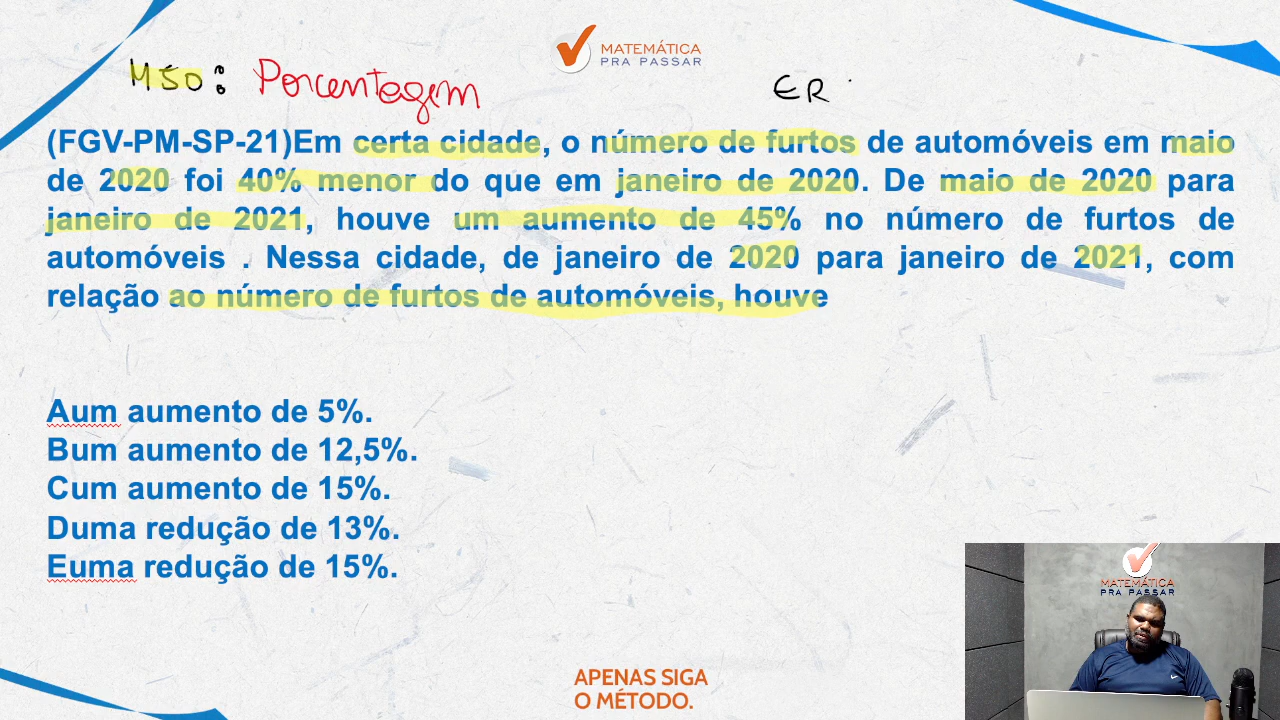 MATEMÁTICA
PRA PASSAR
M50: Porcentagem
ER
(FGV-PM-SP-21)Em certa cidade, o número de furtos de automóveis em maio
de 2020 foi 40% menor do que em janeiro de 2020. De maio de 2020 para
janeiro de 2021, houve um aumento de 45% no número de furtos de
automóveis . Nessa cidade, de janeiro de 2020 para janeiro de 2021, com
relação ao número de furtos de automóveis, houve
Aum aumento de 5%.
Bum aumento de 12,5%.
Cum aumento de 15%.
Duma redução de 13%.
Euma redução de 15%.
MATEMÁTICA
PRA PASSAR
APENAS SIGA
O MÉTODO.